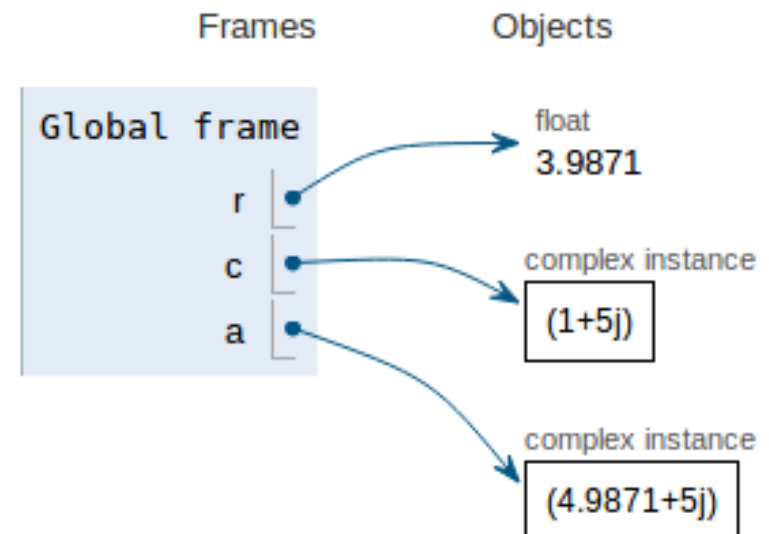 Frames Objects
Global frame
float
3.9871
r
complex instance
c
(1+5j)
a
complex instance
(4.9871+5j)